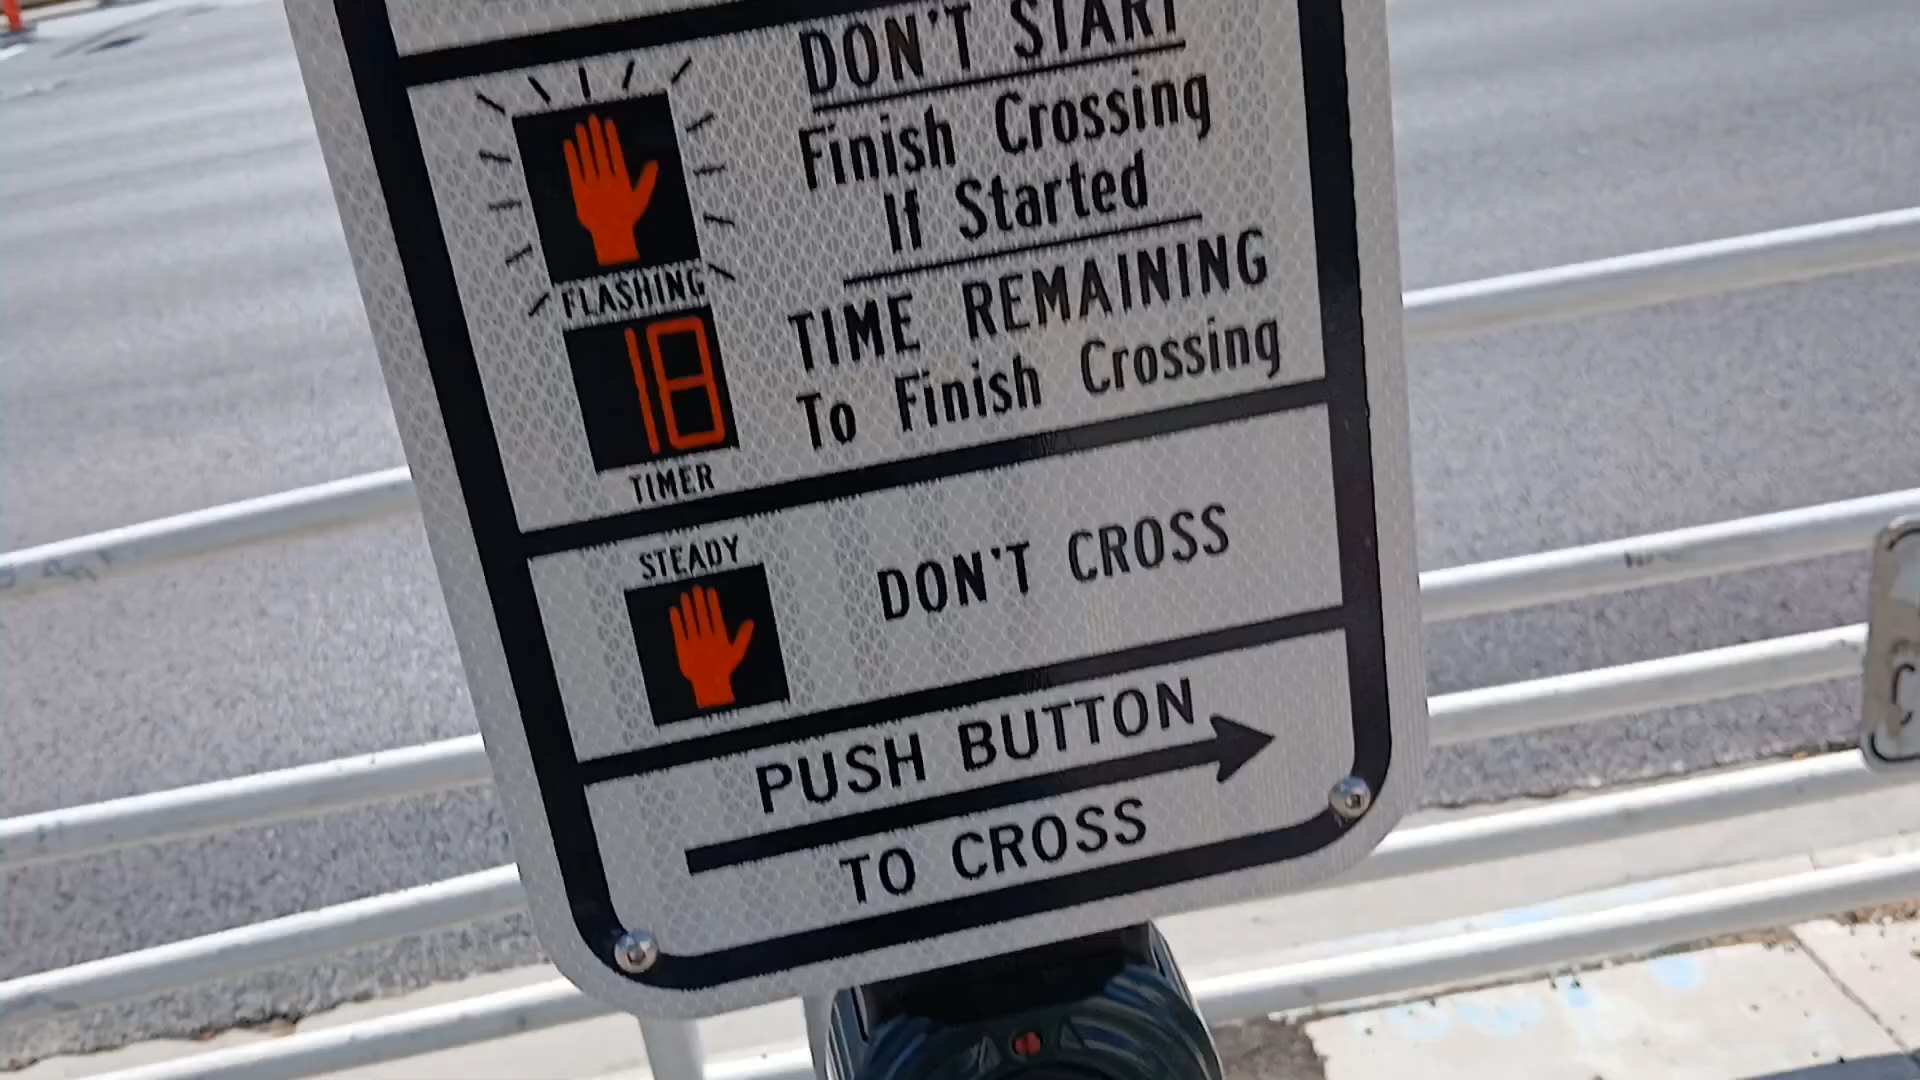 DON'T START
Finish Crossing
If Started
FLASHING
TIME REMAINING
To Finish Crossing
18
TIMER
STEADY
DON'T CROSS
PUSH BUTTON
TO CROSS